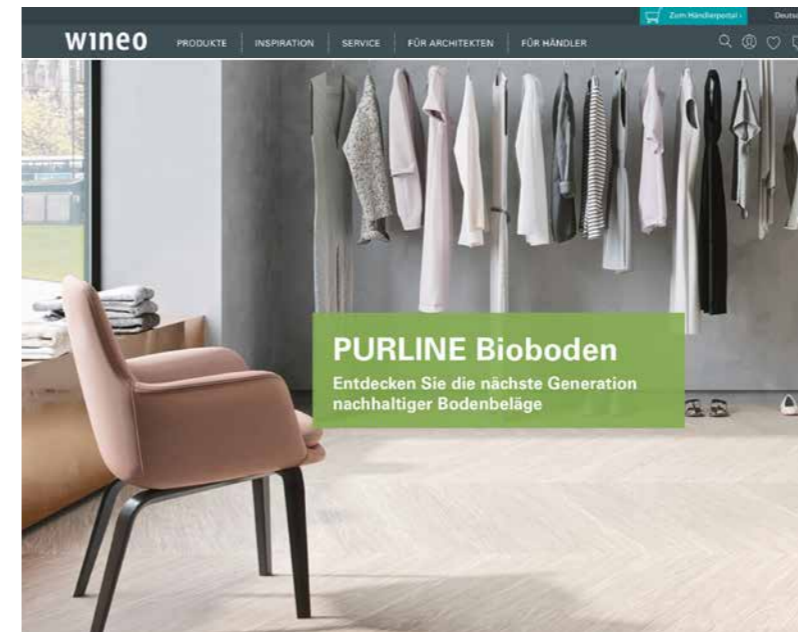 Zum Händlerportal ›
wineo
PRODUKTE
INSPIRATION
SERVICE
FÜR ARCHITEKTEN
FÜR HÄNDLER
PURLINE Bioboden
Entdecken Sie die nächste Generation
nachhaltiger Bodenbeläge